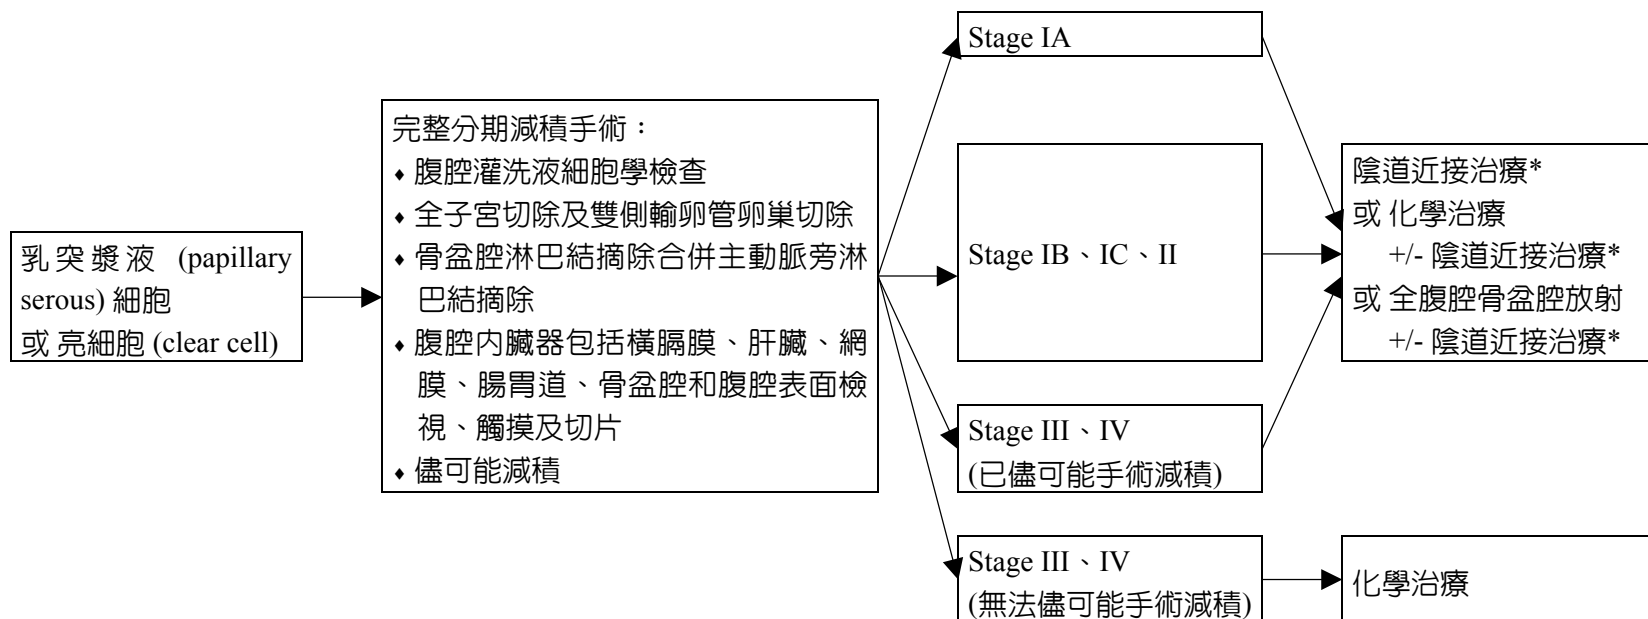 乳突漿液 (papillary
serous) 細胞
或 亮細胞 (clear cell)
完整分期減積手術：
♦ 腹腔灌洗液細胞學檢查
♦ 全子宮切除及雙側輸卵管卵巢切除
♦ 骨盆腔淋巴結摘除合併主動脈旁淋
巴結摘除
♦ 腹腔內臟器包括橫膈膜、肝臟、網
膜、腸胃道、骨盆腔和腹腔表面檢
視、觸摸及切片
♦ 儘可能減積
Stage IA
Stage IB、IC、II
Stage III、IV
(已儘可能手術減積)
Stage III、IV
(無法儘可能手術減積)
陰道近接治療*
或 化學治療
+/- 陰道近接治療*
或 全腹腔骨盆腔放射
+/- 陰道近接治療*
化學治療